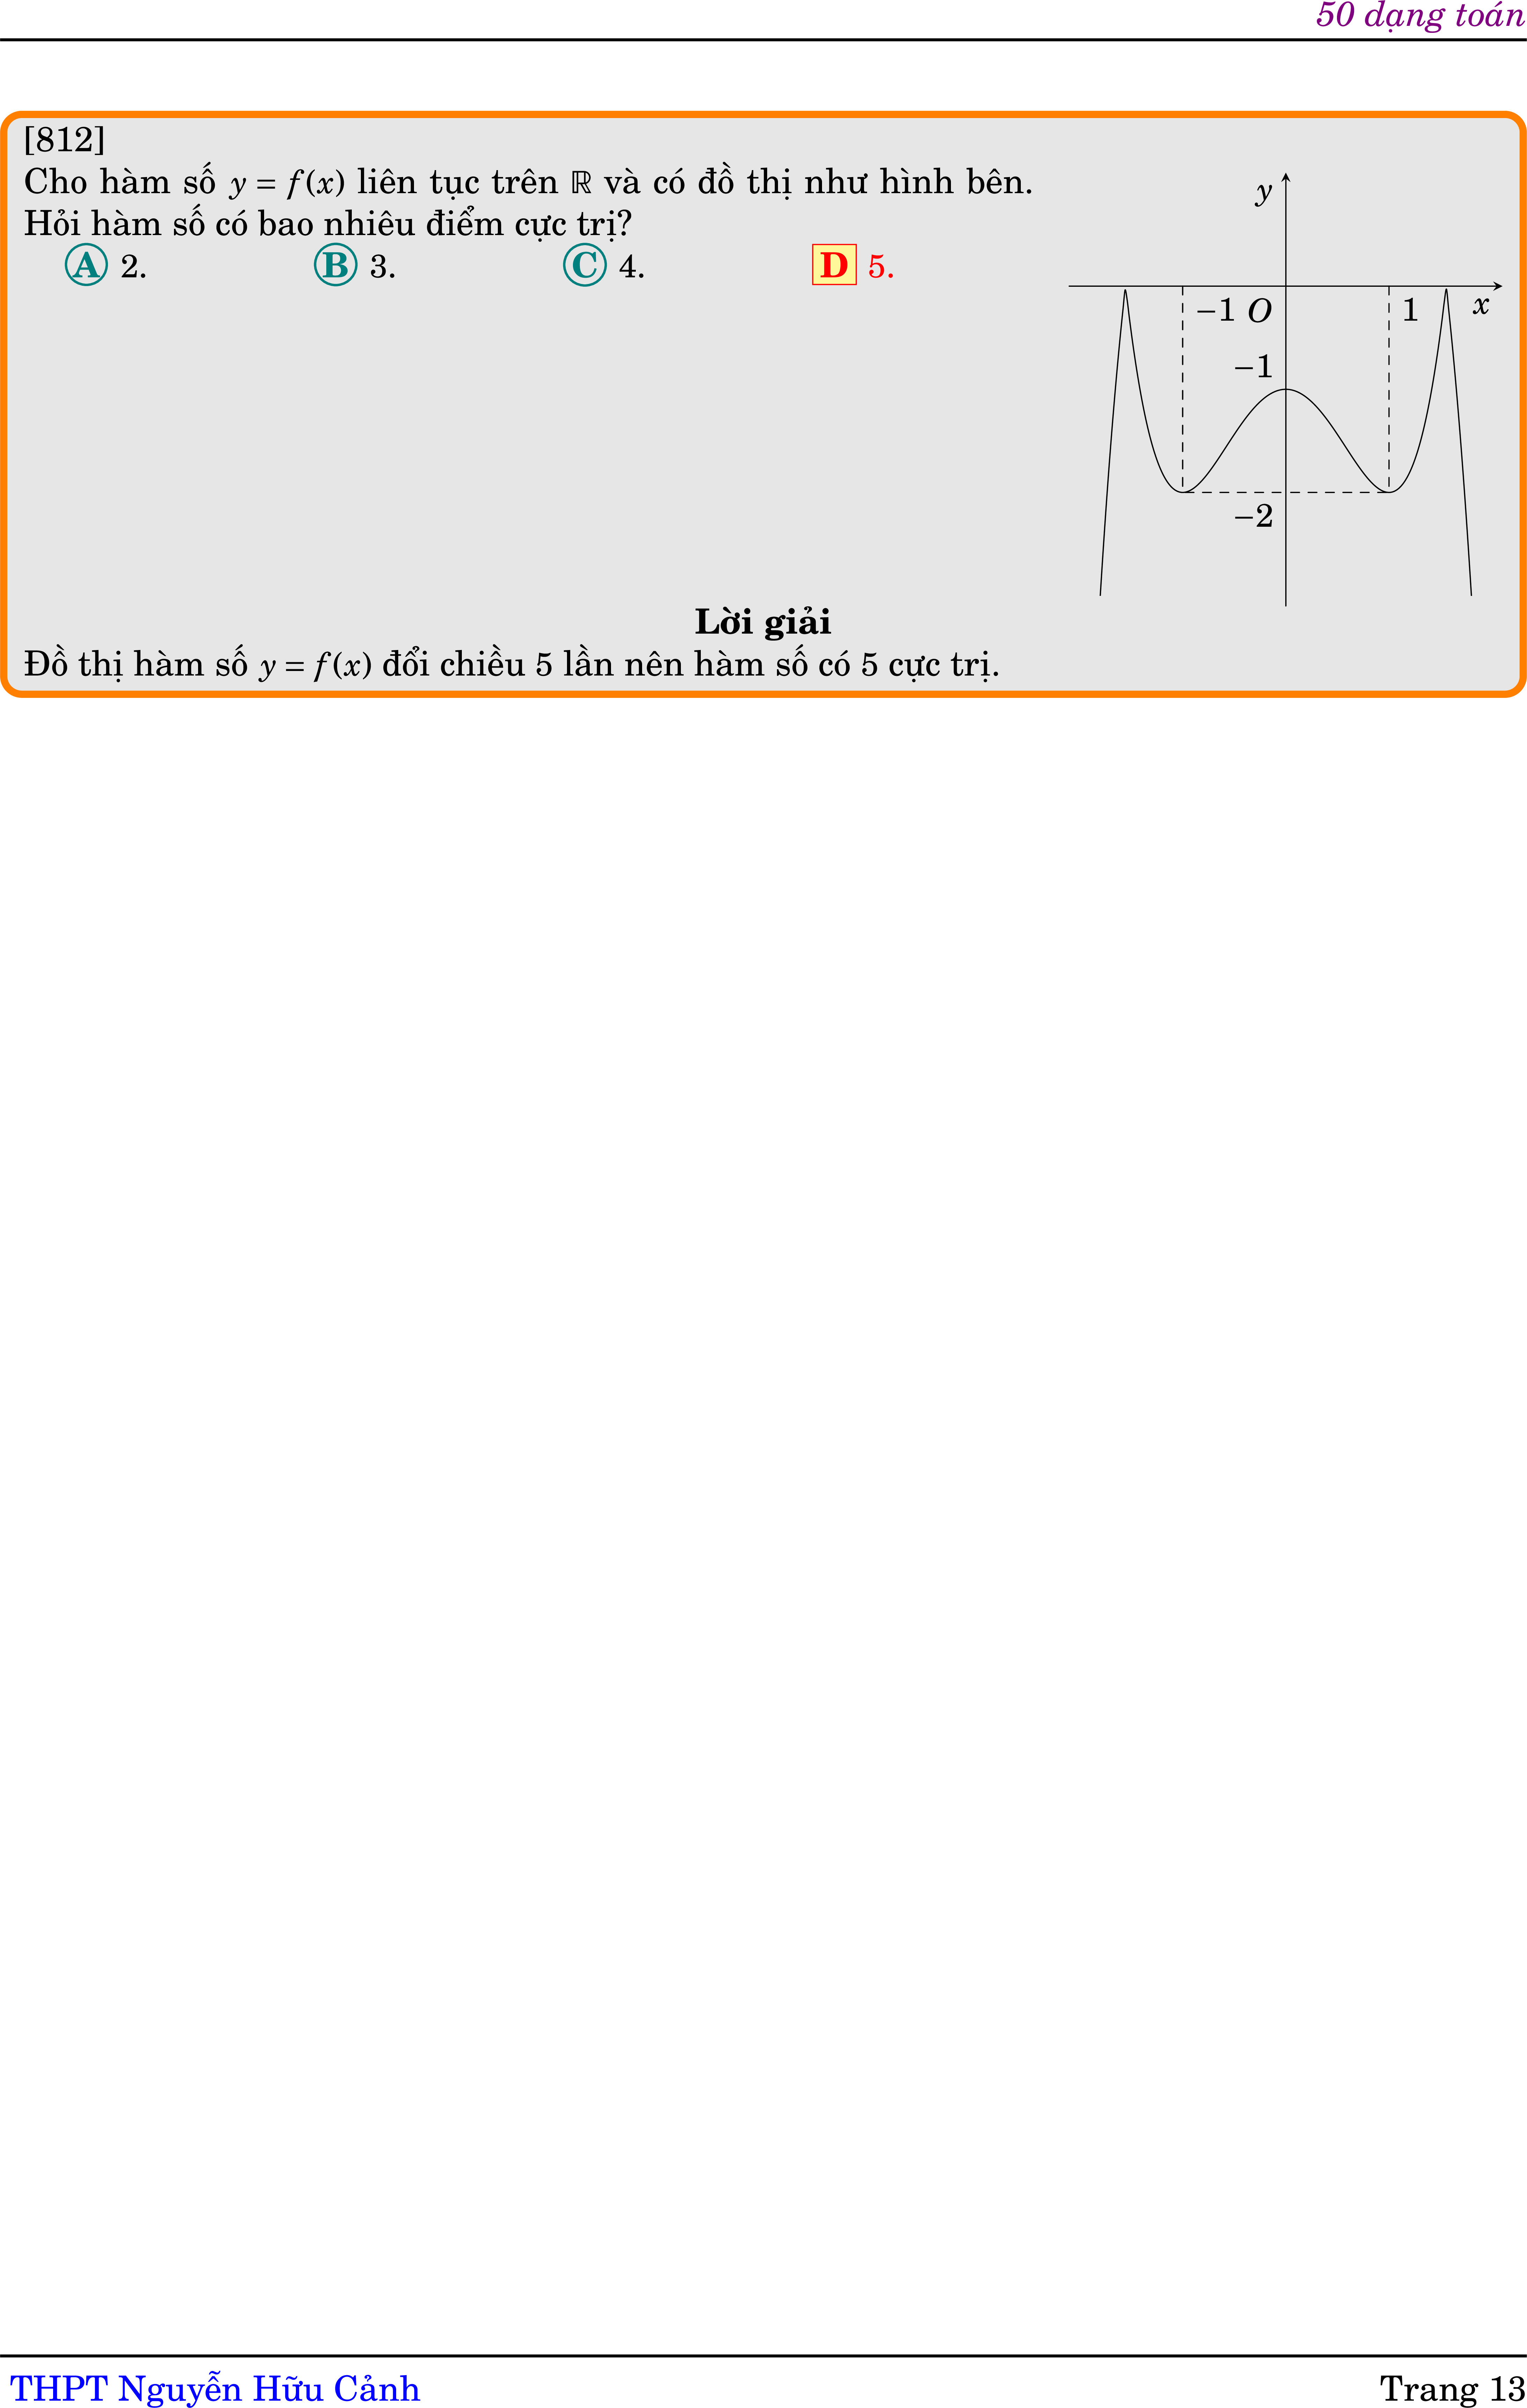 50 dạng toán
[812]
Cho hàm số y = f(x) liên tục trên ℝ và có đồ thị như hình bên.
Hỏi hàm số có bao nhiêu điểm cực trị?
A 2. B 3. C 4. D 5.
y
−1 O 1 x
−1
−2
Lời giải
Đồ thị hàm số y = f(x) đổi chiều 5 lần nên hàm số có 5 cực trị.
THPT Nguyễn Hữu Cảnh Trang 13